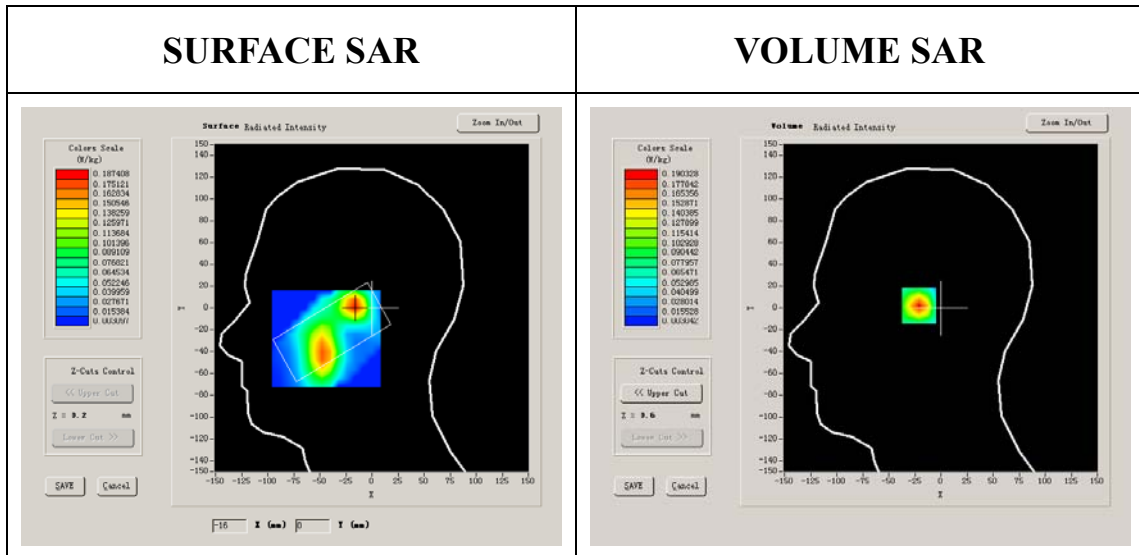 SURFACE SAR
VOLUME SAR
Surface Radiated Intensity
Zoom In/Out
Colors Scale
(W/kg)
0.187408
0.175121
0.162834
0.150546
0.138259
0.125971
0.113684
0.101396
0.089109
0.076821
0.064534
0.052246
0.039959
0.027671
0.015384
0.003097
150
140
120
100
80
60
40
20
0
-20
-40
-60
-80
-100
-120
-140
-150
Y
-150 -125 -100 -75 -50 -25 0 25 50 75 100 125 150
X
Z-Cuts Control
<< Upper Cut
Z = 3.2 mm
Lower Cut >>
SAVE
Cancel
-16 X (mm) 0 Y (mm)
Volume Radiated Intensity
Zoom In/Out
Colors Scale
(W/kg)
0.190328
0.177842
0.165356
0.152871
0.140385
0.127899
0.115414
0.102928
0.090442
0.077957
0.065471
0.052985
0.040499
0.028014
0.015528
0.003042
150
140
120
100
80
60
40
20
0
-20
-40
-60
-80
-100
-120
-140
-150
Y
-150 -125 -100 -75 -50 -25 0 25 50 75 100 125 150
X
Z-Cuts Control
<< Upper Cut
Z = 3.6 mm
Lower Cut >>
SAVE
Cancel